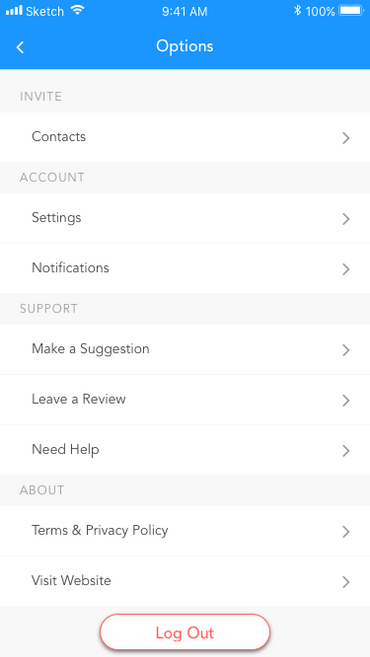 Sketch 9:41 AM 100%
Options
INVITE
Contacts
ACCOUNT
Settings
Notifications
SUPPORT
Make a Suggestion
Leave a Review
Need Help
ABOUT
Terms & Privacy Policy
Visit Website
Log Out